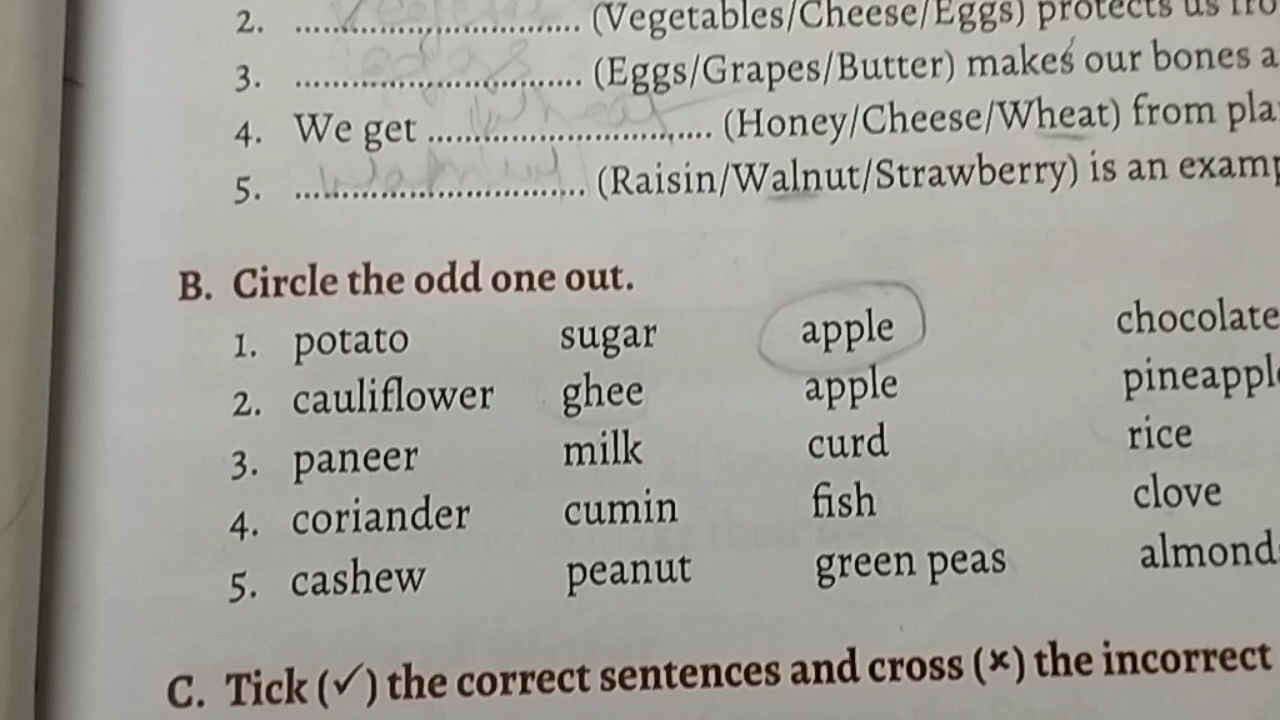 2. .............................. (Vegetables/Cheese/Eggs) protects us fro
3. .............................. (Eggs/Grapes/Butter) makes our bones a
4. We get .............................. (Honey/Cheese/Wheat) from pla
5. .............................. (Raisin/Walnut/Strawberry) is an examp
B. Circle the odd one out.
1. potato sugar apple chocolate
2. cauliflower ghee apple pineapple
3. paneer milk curd rice
4. coriander cumin fish clove
5. cashew peanut green peas almond
C. Tick (✓) the correct sentences and cross (×) the incorrect